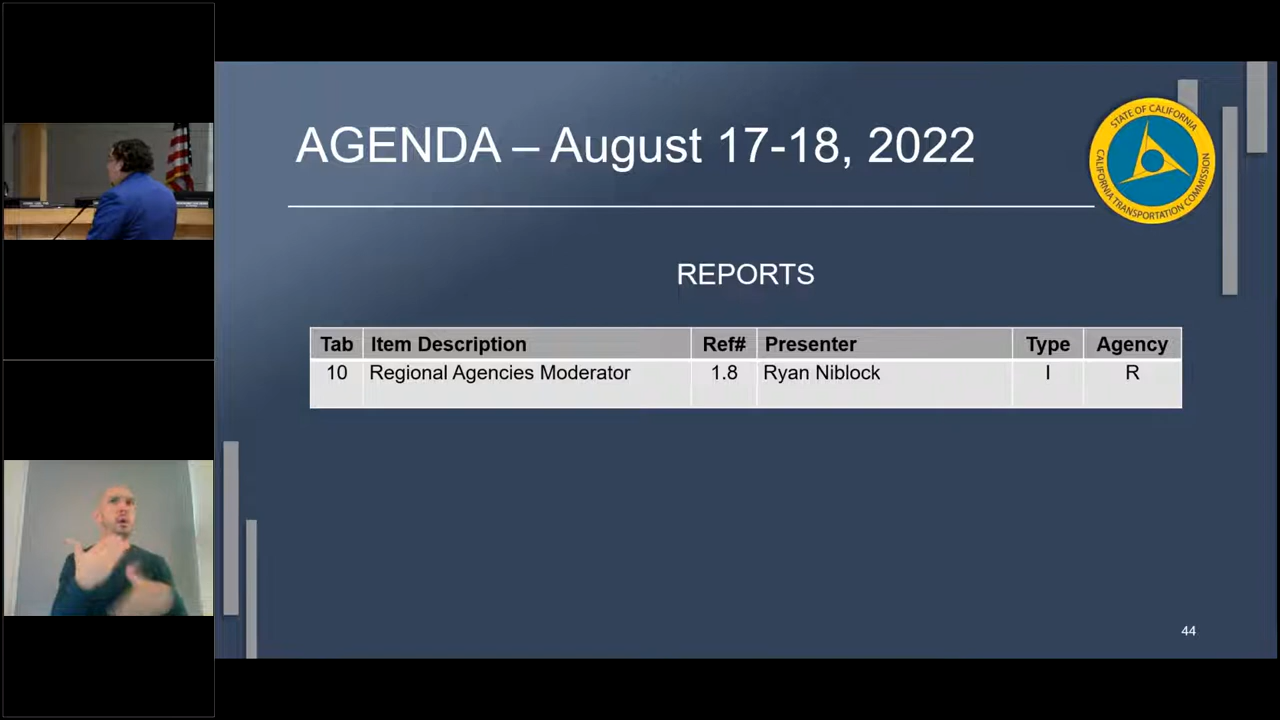 AGENDA – August 17-18, 2022
STATE OF CALIFORNIA
CALIFORNIA TRANSPORTATION COMMISSION
REPORTS
Tab Item Description Ref# Presenter Type Agency
10 Regional Agencies Moderator 1.8 Ryan Niblock I R
44